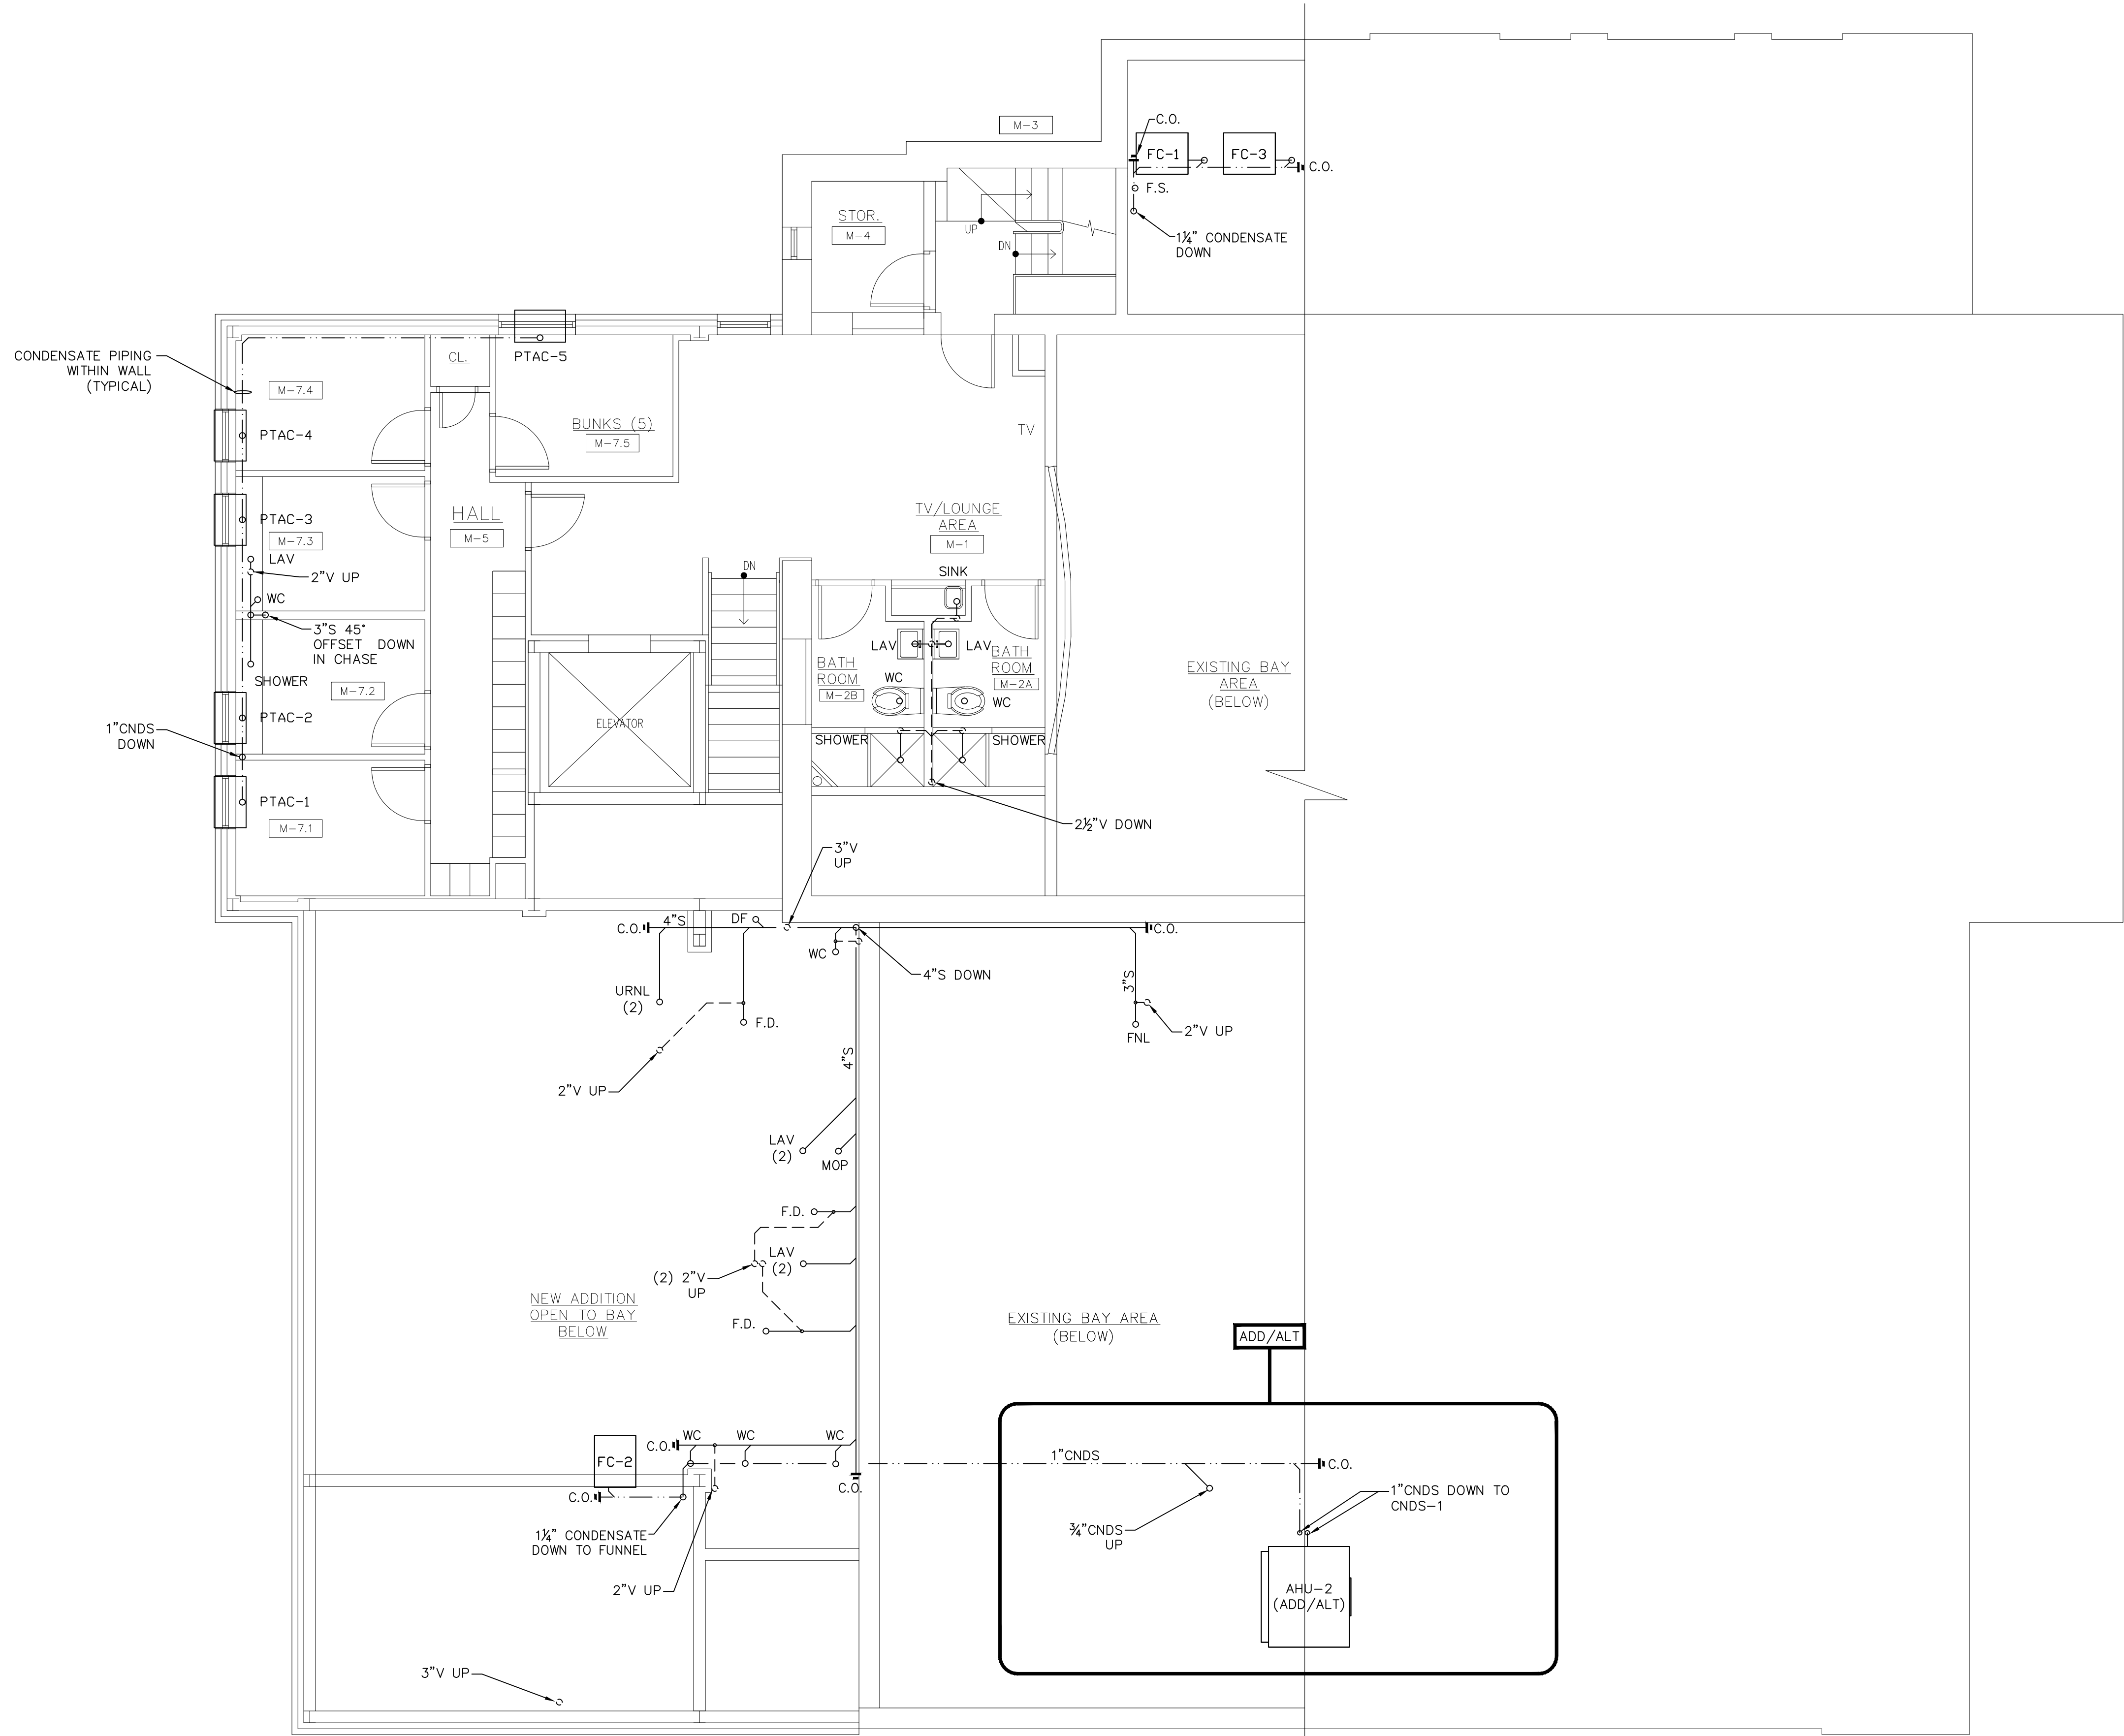 M-3
C.O.
FC-1
FC-3
C.O.
F.S.
1¼" CONDENSATE
DOWN
STOR.
M-4
UP
DN
CONDENSATE PIPING
WITHIN WALL
(TYPICAL)
M-7.4
CL.
PTAC-5
PTAC-4
BUNKS (5)
M-7.5
TV
PTAC-3
M-7.3
HALL
M-5
TV/LOUNGE
AREA
M-1
LAV
2"V UP
WC
3"S 45°
OFFSET DOWN
IN CHASE
SHOWER
M-7.2
DN
SINK
LAV
LAV
BATH
ROOM
M-2B
WC
BATH
ROOM
M-2A
WC
EXISTING BAY
AREA
(BELOW)
PTAC-2
1"CNDS
DOWN
ELEVATOR
SHOWER
SHOWER
PTAC-1
M-7.1
2½"V DOWN
3"V
UP
C.O.
4"S
DF
C.O.
WC
4"S DOWN
URNL
(2)
F.D.
3"S
2"V UP
FNL
2"V UP
4"S
LAV
(2)
MOP
F.D.
LAV
(2)
(2) 2"V
UP
F.D.
NEW ADDITION
OPEN TO BAY
BELOW
EXISTING BAY AREA
(BELOW)
ADD/ALT
C.O.
WC
WC
WC
FC-2
C.O.
C.O.
1"CNDS
C.O.
1¼" CONDENSATE
DOWN TO FUNNEL
2"V UP
¾"CNDS
UP
1"CNDS DOWN TO
CNDS-1
AHU-2
(ADD/ALT)
3"V UP